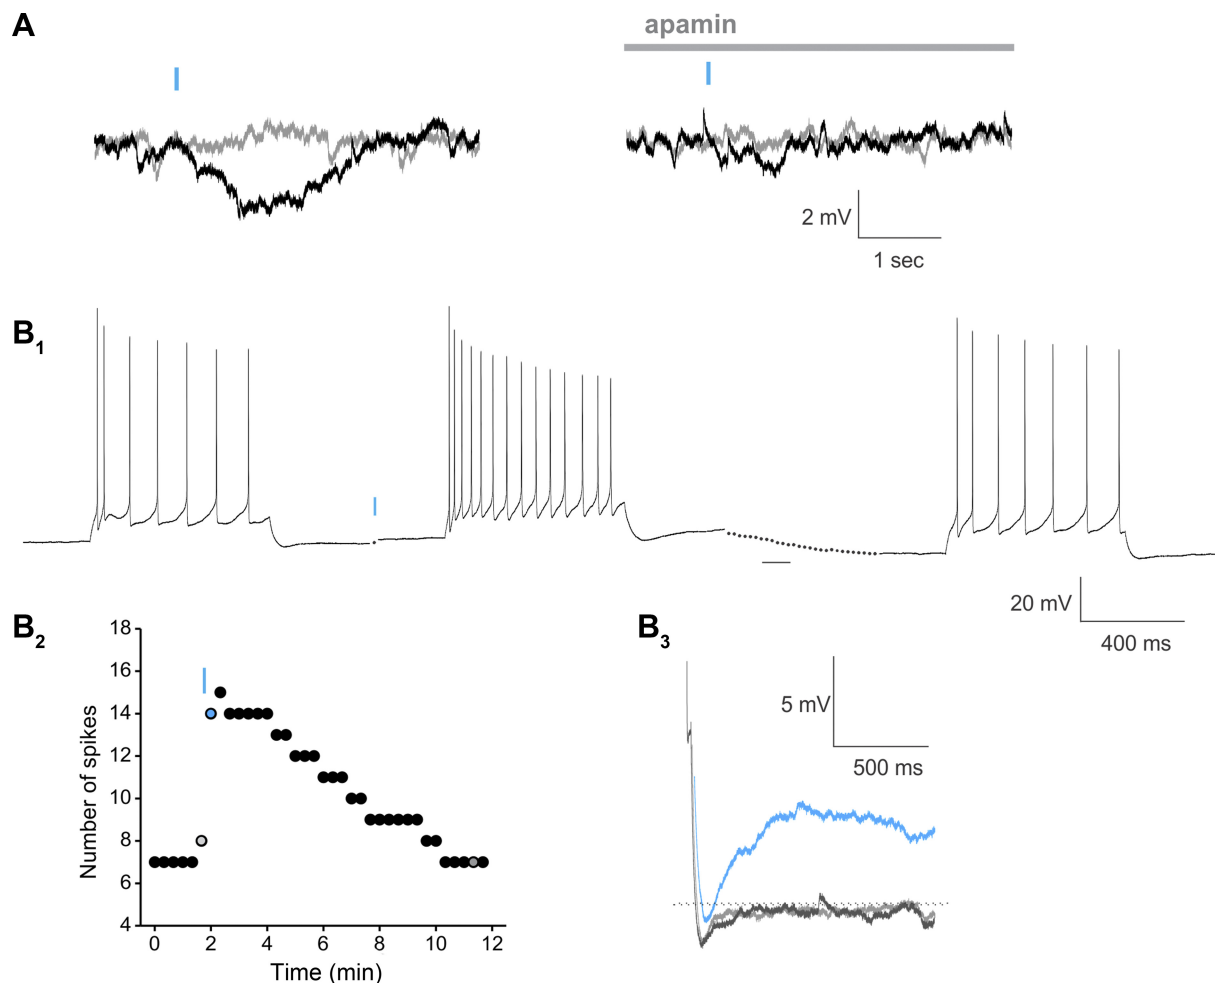 A
apamin
2 mV
1 sec
B1
20 mV
400 ms
B2
18
16
14
12
10
8
6
4
Number of spikes
0 2 4 6 8 10 12
Time (min)
B3
5 mV
500 ms